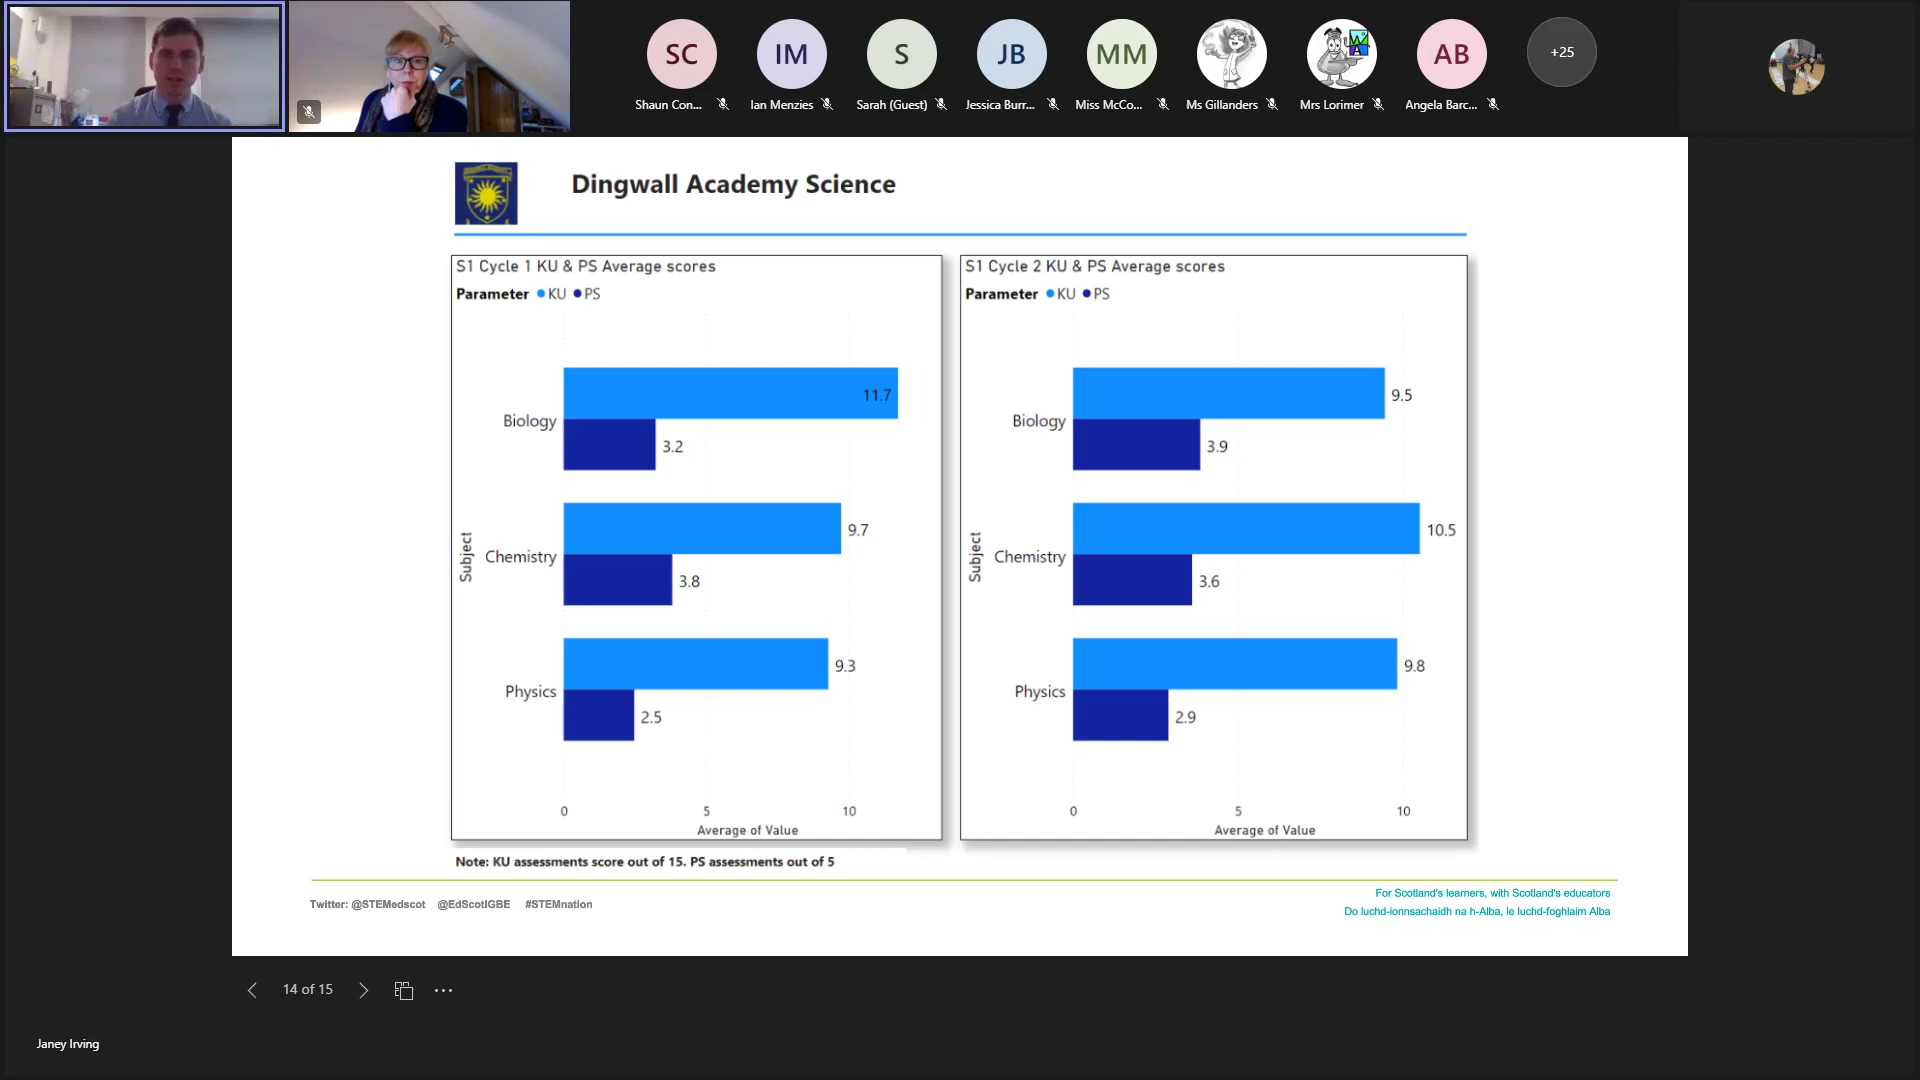 SC
IM
S
JB
MM
AB
+25
Shaun Con...
Ian Menzies
Sarah (Guest)
Jessica Burr...
Miss McCo...
Ms Gillanders
Mrs Lorimer
Angela Barc...
Dingwall Academy Science
S1 Cycle 1 KU & PS Average scores
Parameter KU PS
Subject
Biology
11.7
3.2
Chemistry
9.7
3.8
Physics
9.3
2.5
0 5 10
Average of Value
S1 Cycle 2 KU & PS Average scores
Parameter KU PS
Subject
Biology
9.5
3.9
Chemistry
10.5
3.6
Physics
9.8
2.9
0 5 10
Average of Value
Note: KU assessments score out of 15. PS assessments out of 5
Twitter: @STEMedscot @EdScotIGBE #STEMnation
For Scotland's learners, with Scotland's educators
Do luchd-ionnsachaidh na h-Alba, le luchd-foghlaim Alba
14 of 15
Janey Irving